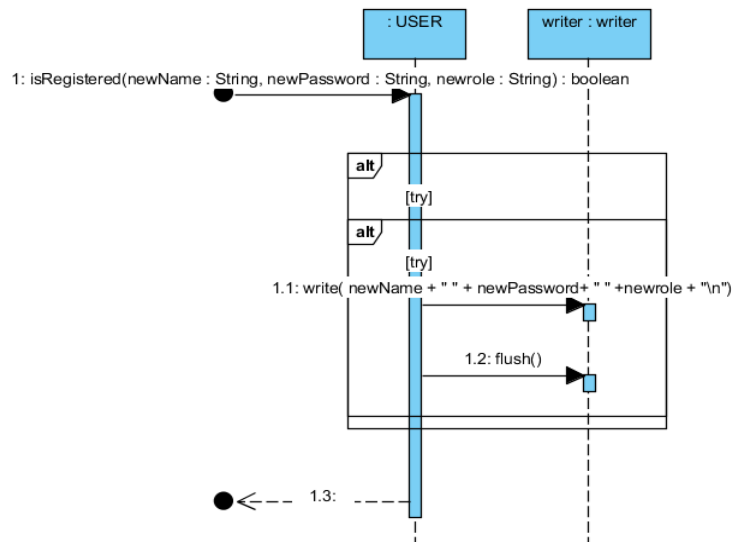 : USER
writer : writer
1: isRegistered(newName : String, newPassword : String, newrole : String) : boolean
alt
[try]
alt
[try]
1.1: write( newName + " " + newPassword+ " " +newrole + "\n")
1.2: flush()
1.3: